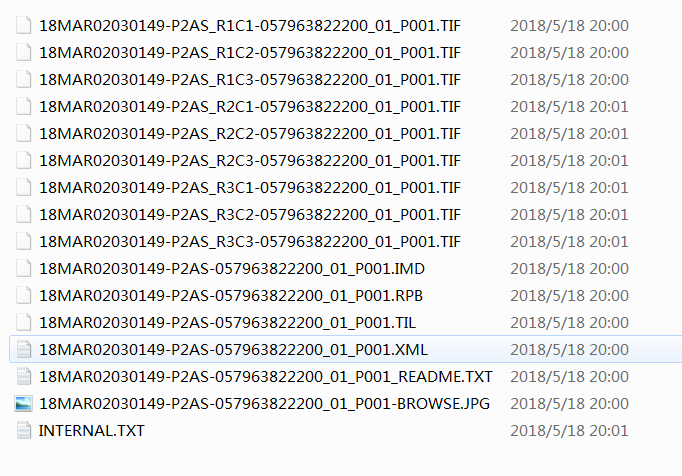 18MAR02030149-P2AS_R1C1-057963822200_01_P001.TIF 2018/5/18 20:00
18MAR02030149-P2AS_R1C2-057963822200_01_P001.TIF 2018/5/18 20:00
18MAR02030149-P2AS_R1C3-057963822200_01_P001.TIF 2018/5/18 20:00
18MAR02030149-P2AS_R2C1-057963822200_01_P001.TIF 2018/5/18 20:01
18MAR02030149-P2AS_R2C2-057963822200_01_P001.TIF 2018/5/18 20:01
18MAR02030149-P2AS_R2C3-057963822200_01_P001.TIF 2018/5/18 20:01
18MAR02030149-P2AS_R3C1-057963822200_01_P001.TIF 2018/5/18 20:01
18MAR02030149-P2AS_R3C2-057963822200_01_P001.TIF 2018/5/18 20:01
18MAR02030149-P2AS_R3C3-057963822200_01_P001.TIF 2018/5/18 20:01
18MAR02030149-P2AS-057963822200_01_P001.IMD 2018/5/18 20:00
18MAR02030149-P2AS-057963822200_01_P001.RPB 2018/5/18 20:00
18MAR02030149-P2AS-057963822200_01_P001.TIL 2018/5/18 20:00
18MAR02030149-P2AS-057963822200_01_P001.XML 2018/5/18 20:00
18MAR02030149-P2AS-057963822200_01_P001_README.TXT 2018/5/18 20:00
18MAR02030149-P2AS-057963822200_01_P001-BROWSE.JPG 2018/5/18 20:00
INTERNAL.TXT 2018/5/18 20:01